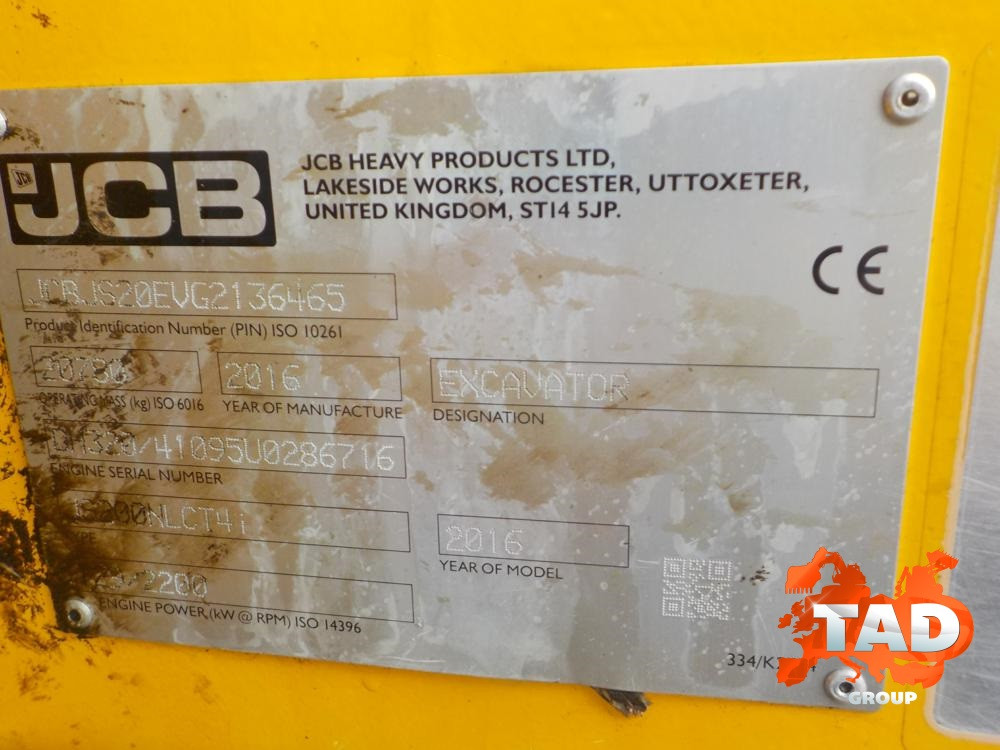 JCB
JCB HEAVY PRODUCTS LTD,
LAKESIDE WORKS, ROCESTER, UTTOXETER,
UNITED KINGDOM, ST14 5JP.
CE
JCBJS20EVG2136465
Product Identification Number (PIN) ISO 10261
20780 2016 EXCAVATOR
OPERATING MASS (kg) ISO 6016 YEAR OF MANUFACTURE DESIGNATION
DH320/41095U0286716
ENGINE SERIAL NUMBER
2016
TYPE YEAR OF MODEL
ENGINE POWER (kW @ RPM) ISO 14396
TAD
GROUP